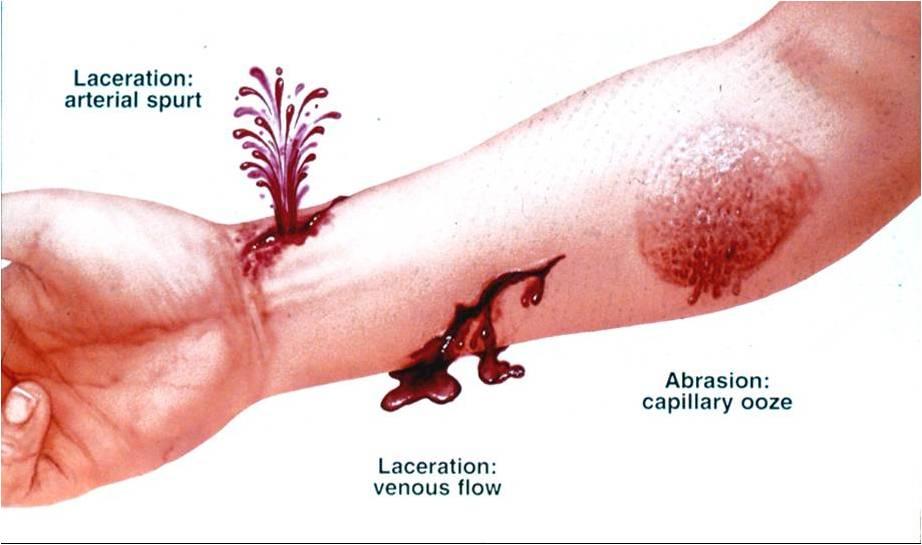 Laceration:
arterial spurt
Abrasion:
capillary ooze
Laceration:
venous flow